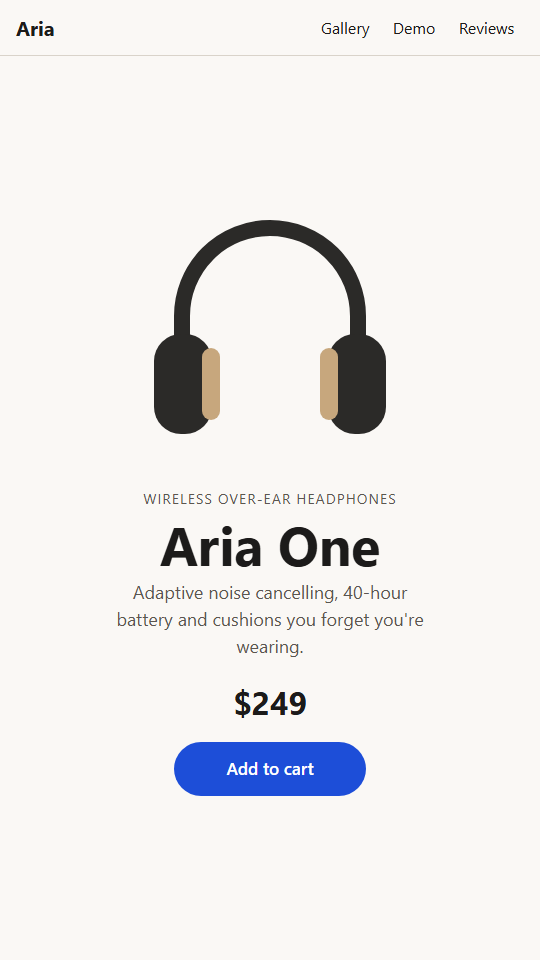 Aria
Gallery Demo Reviews
WIRELESS OVER-EAR HEADPHONES
Aria One
Adaptive noise cancelling, 40-hour
battery and cushions you forget you're
wearing.
$249
Add to cart